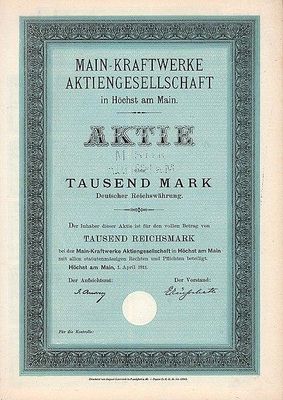 MAIN-KRAFTWERKE
AKTIENGESELLSCHAFT
in Höchst am Main.
AKTIE
MUSTER
über
TAUSEND MARK
Deutscher Reichswährung.
Der Inhaber dieser Aktie ist für den vollen Betrag von
TAUSEND REICHSMARK
bei der Main-Kraftwerke Aktiengesellschaft in Höchst am Main
mit allen statutenmässigen Rechten und Pflichten beteiligt.
Höchst am Main, 1. April 1911.
Der Aufsichtsrat: Der Vorstand:
Für die Kontrolle: